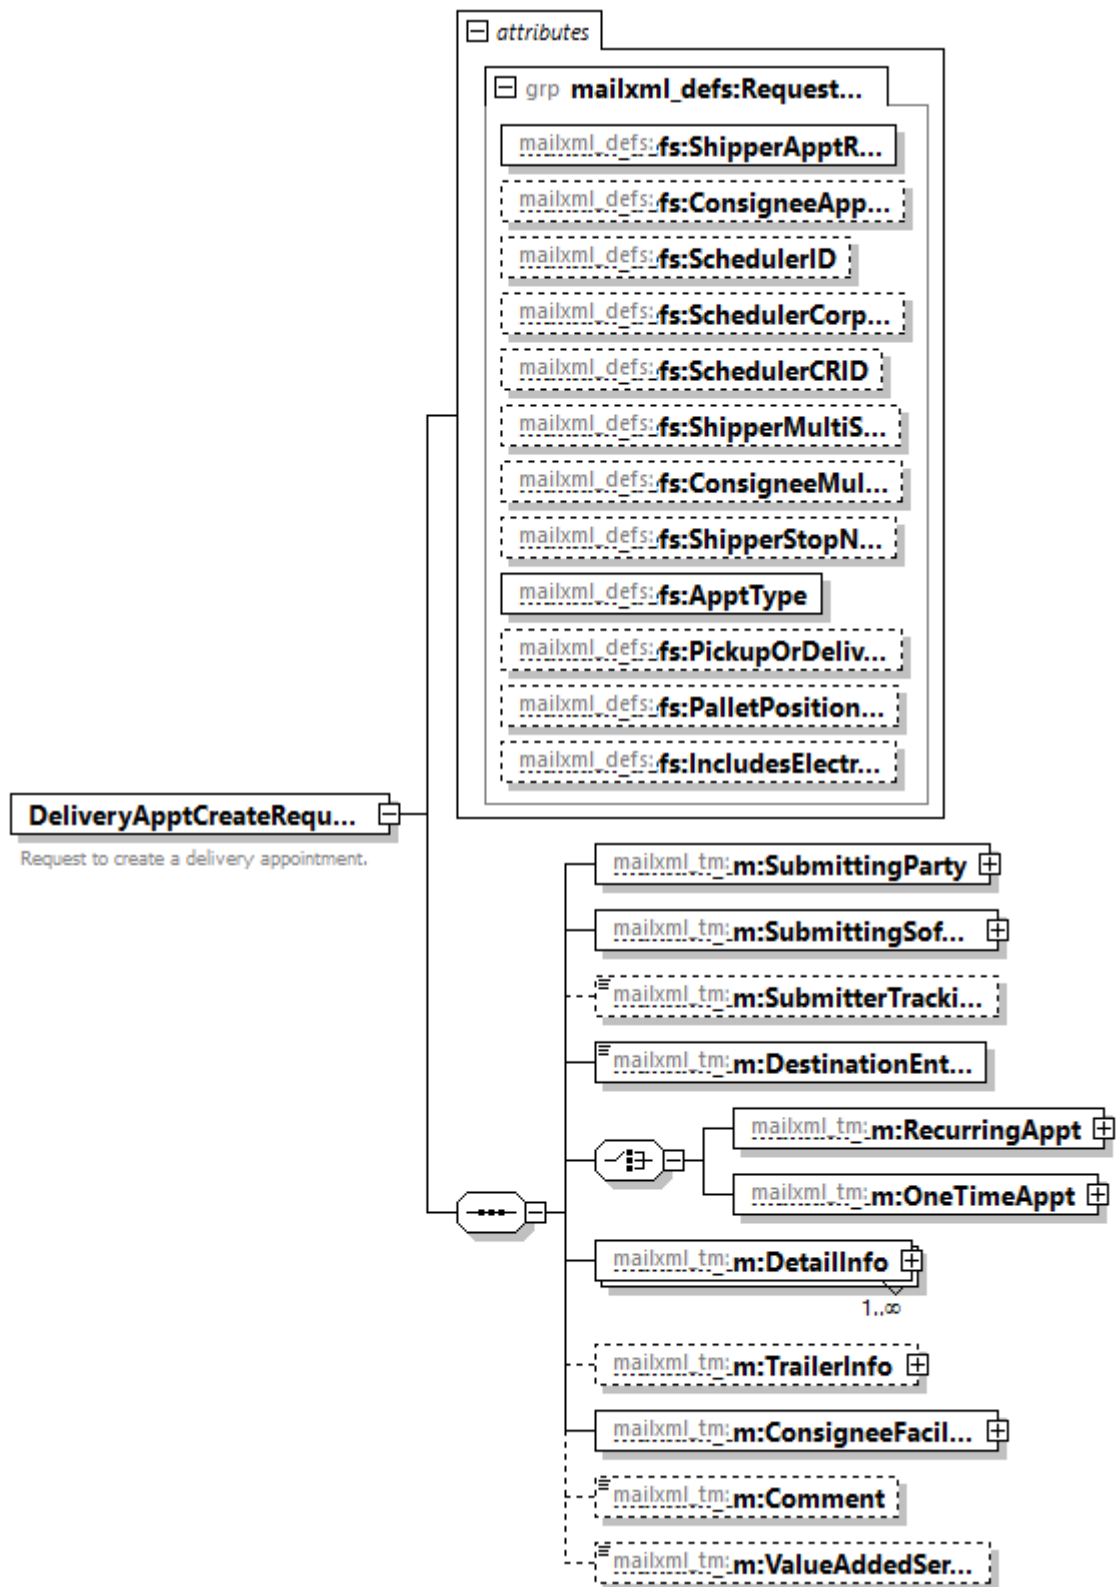 attributes
grp mailxml_defs:Request...
mailxml_defs:fs:ShipperApptR...
mailxml_defs:fs:ConsigneeApp...
mailxml_defs:fs:SchedulerID
mailxml_defs:fs:SchedulerCorp...
mailxml_defs:fs:SchedulerCRID
mailxml_defs:fs:ShipperMultiS...
mailxml_defs:fs:ConsigneeMul...
mailxml_defs:fs:ShipperStopN...
mailxml_defs:fs:ApptType
mailxml_defs:fs:PickupOrDeliv...
mailxml_defs:fs:PalletPosition...
mailxml_defs:fs:IncludesElectr...
DeliveryApptCreateRequ...
Request to create a delivery appointment.
mailxml_tm:m:SubmittingParty
mailxml_tm:m:SubmittingSof...
mailxml_tm:m:SubmitterTracki...
mailxml_tm:m:DestinationEnt...
mailxml_tm:m:RecurringAppt
mailxml_tm:m:OneTimeAppt
mailxml_tm:m:DetailInfo
1..∞
mailxml_tm:m:TrailerInfo
mailxml_tm:m:ConsigneeFacil...
mailxml_tm:m:Comment
mailxml_tm:m:ValueAddedSer...